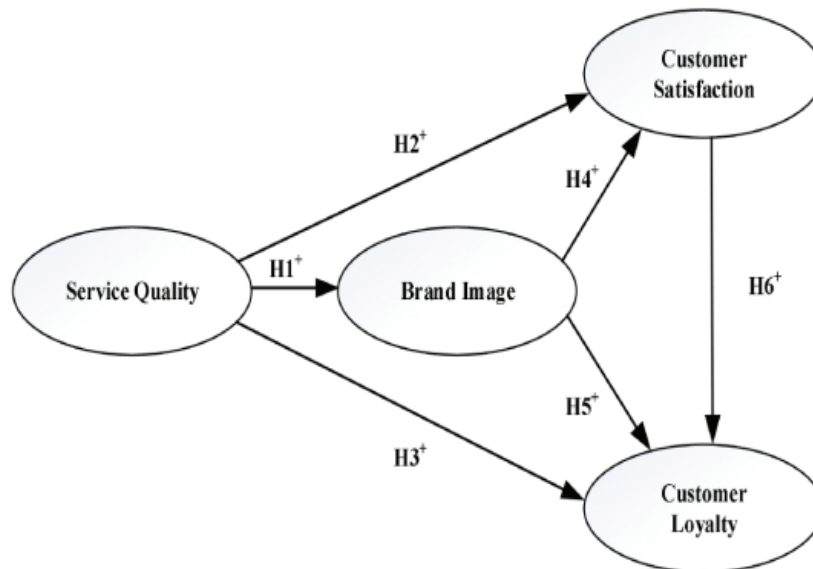 Customer
Satisfaction
H2⁺
H4⁺
H1⁺
Service Quality
Brand Image
H6⁺
H5⁺
H3⁺
Customer
Loyalty